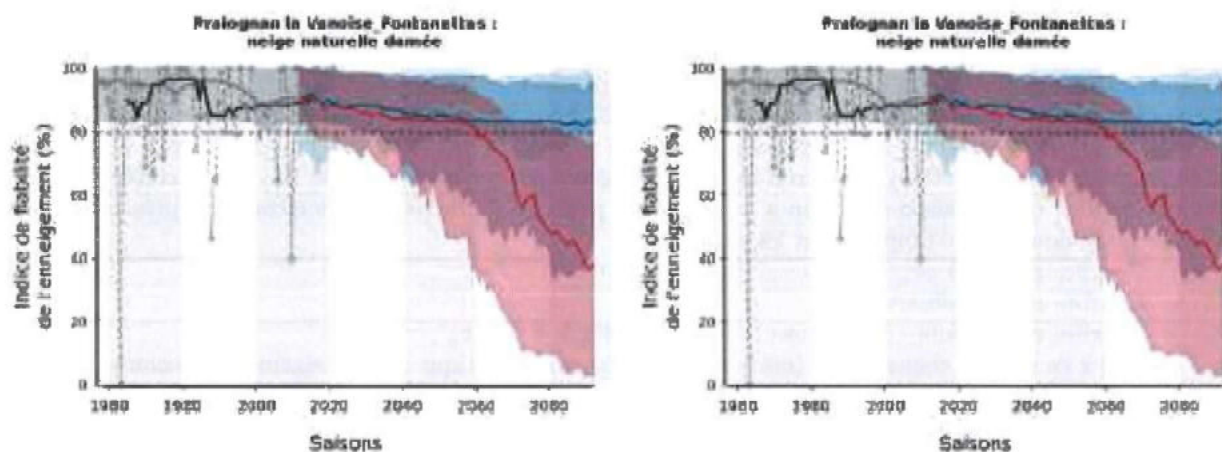 Pralognan la Vanoise_Fontanettes :
neige naturelle damée
Indice de fiabilité
de l'enneigement (%)
100
80
60
40
20
0
1960 1980 2000 2020 2040 2060 2080
Saisons
Pralognan la Vanoise_Fontanettes :
neige naturelle damée
Indice de fiabilité
de l'enneigement (%)
100
80
60
40
20
0
1960 1980 2000 2020 2040 2060 2080
Saisons